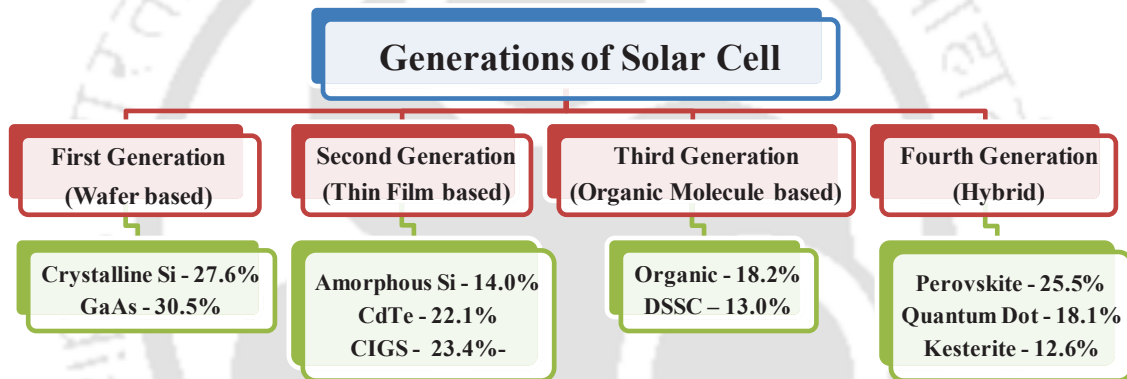 Generations of Solar Cell
First Generation
(Wafer based)
Second Generation
(Thin Film based)
Third Generation
(Organic Molecule based)
Fourth Generation
(Hybrid)
Crystalline Si - 27.6%
GaAs - 30.5%
Amorphous Si - 14.0%
CdTe - 22.1%
CIGS - 23.4%-
Organic - 18.2%
DSSC – 13.0%
Perovskite - 25.5%
Quantum Dot - 18.1%
Kesterite - 12.6%